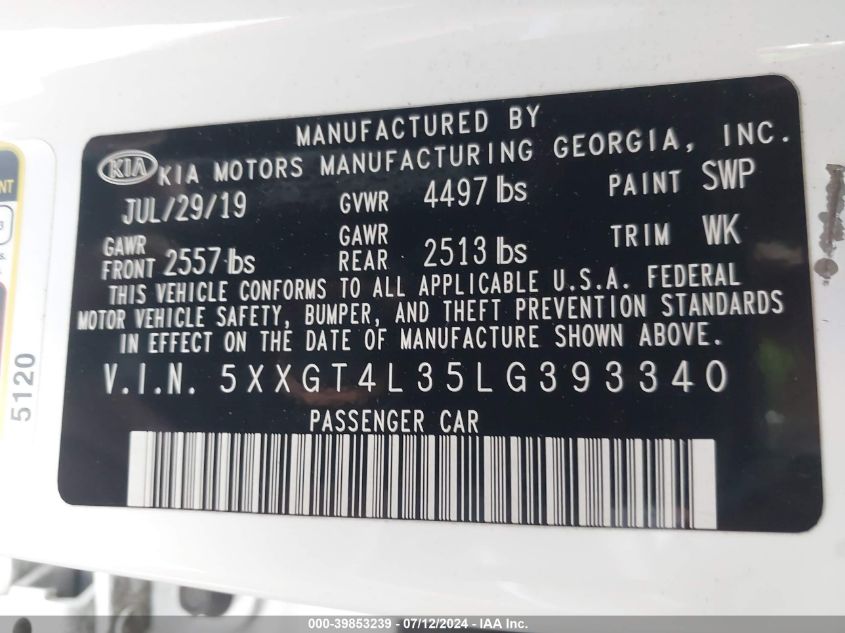 MANUFACTURED BY
KIA KIA MOTORS MANUFACTURING GEORGIA, INC.
JUL/29/19 GVWR 4497 lbs PAINT SWP
GAWR FRONT 2557 lbs GAWR REAR 2513 lbs TRIM WK
THIS VEHICLE CONFORMS TO ALL APPLICABLE U.S.A. FEDERAL
MOTOR VEHICLE SAFETY, BUMPER, AND THEFT PREVENTION STANDARDS
IN EFFECT ON THE DATE OF MANUFACTURE SHOWN ABOVE.
V.I.N. 5XXGT4L35LG393340
PASSENGER CAR
5120
000-39853239 - 07/12/2024 - IAA Inc.